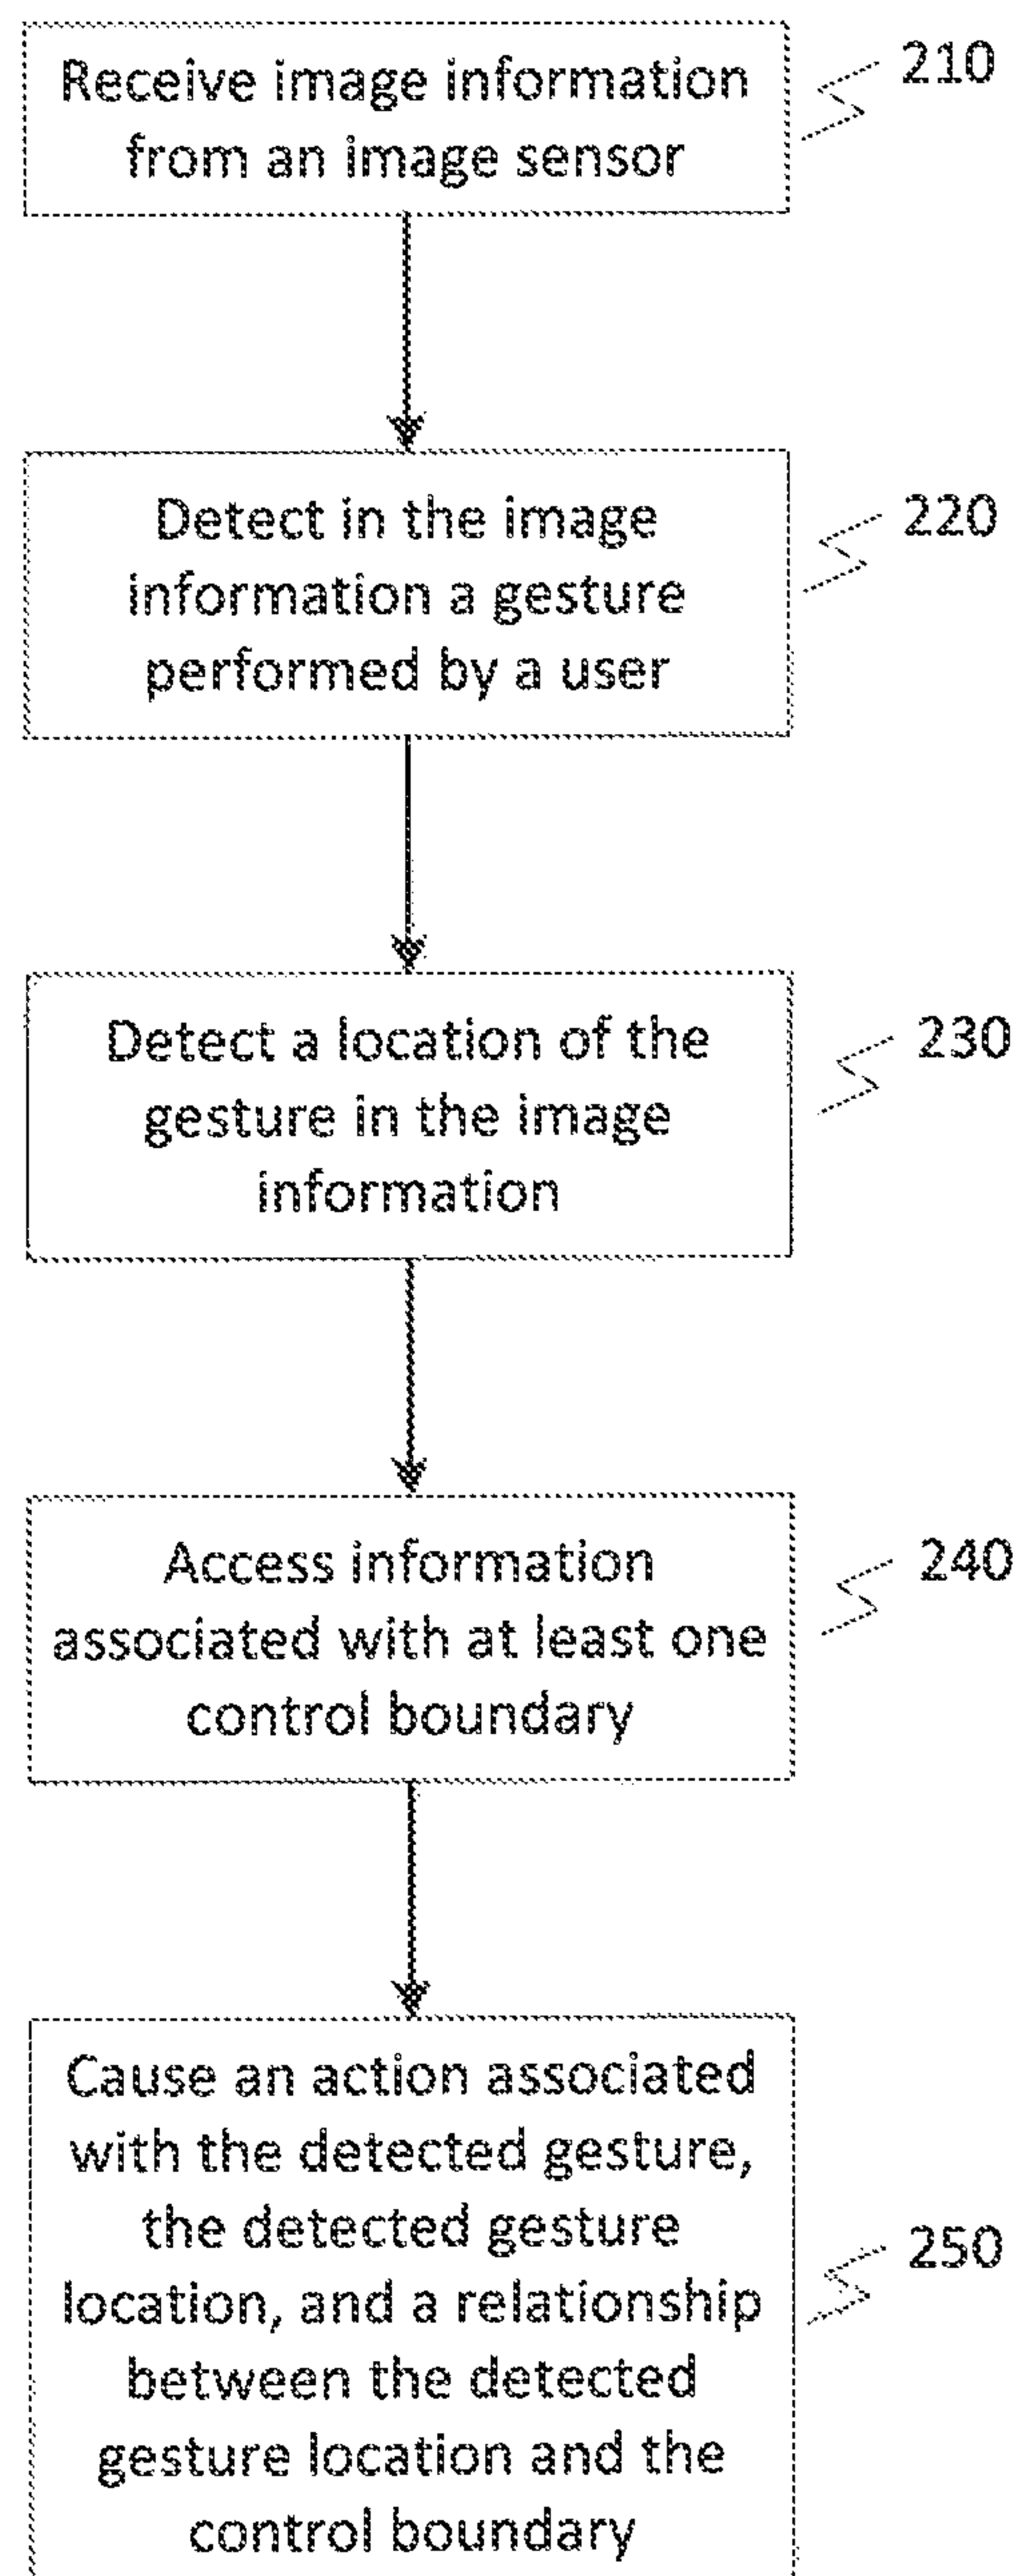 Receive image information
from an image sensor
210
Detect in the image
information a gesture
performed by a user
220
Detect a location of the
gesture in the image
information
230
Access information
associated with at least one
control boundary
240
Cause an action associated
with the detected gesture,
the detected gesture
location, and a relationship
between the detected
gesture location and the
control boundary
250